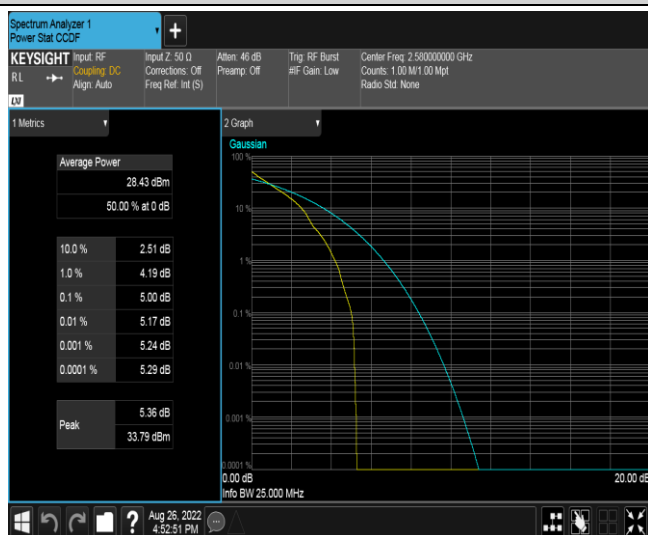 Spectrum Analyzer 1
Power Stat CCDF
+
KEYSIGHT
RL
LXI
Input: RF
Coupling: DC
Align: Auto
Input Z: 50 Ω
Corrections: Off
Freq Ref: Int (S)
Atten: 46 dB
Preamp: Off
Trig: RF Burst
#IF Gain: Low
Center Freq: 2.580000000 GHz
Counts: 1.00 M/1.00 Mpt
Radio Std: None
1 Metrics
Average Power
28.43 dBm
50.00 % at 0 dB
10.0 % 2.51 dB
1.0 % 4.19 dB
0.1 % 5.00 dB
0.01 % 5.17 dB
0.001 % 5.24 dB
0.0001 % 5.29 dB
Peak
5.36 dB
33.79 dBm
2 Graph
Gaussian
100 %
10 %
1 %
0.1 %
0.01 %
0.001 %
0.0001 %
0.00 dB 20.00 dB
Info BW 25.000 MHz
?
Aug 26, 2022
4:52:51 PM